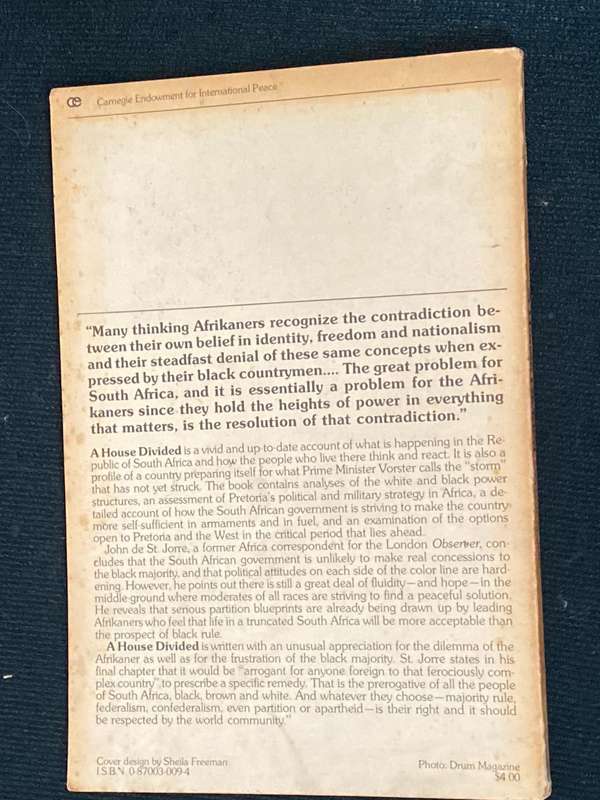 ce Carnegie Endowment for International Peace
“Many thinking Afrikaners recognize the contradiction be-
tween their own belief in identity, freedom and nationalism
and their steadfast denial of these same concepts when ex-
pressed by their black countrymen.... The great problem for
South Africa, and it is essentially a problem for the Afri-
kaners since they hold the heights of power in everything
that matters, is the resolution of that contradiction.”
A House Divided is a vivid and up-to-date account of what is happening in the Re-
public of South Africa and how the people who live there think and react. It is also a
profile of a country preparing itself for what Prime Minister Vorster calls the “storm”
that has not yet struck. The book contains analyses of the white and black power
structures, an assessment of Pretoria's political and military strategy in Africa, a de-
tailed account of how the South African government is striving to make the country
more self-sufficient in armaments and in fuel, and an examination of the options
open to Pretoria and the West in the critical period that lies ahead.
John de St. Jorre, a former Africa correspondent for the London Observer, con-
cludes that the South African government is unlikely to make real concessions to
the black majority, and that political attitudes on each side of the color line are hard-
ening. However, he points out there is still a great deal of fluidity—and hope—in the
middle-ground where moderates of all races are striving to find a peaceful solution.
He reveals that serious partition blueprints are already being drawn up by leading
Afrikaners who feel that life in a truncated South Africa will be more acceptable than
the prospect of black rule.
A House Divided is written with an unusual appreciation for the dilemma of the
Afrikaner as well as for the frustration of the black majority. St. Jorre states in his
final chapter that it would be “arrogant for anyone foreign to that ferociously com-
plex country” to prescribe a specific remedy. That is the prerogative of all the people
of South Africa, black, brown and white. And whatever they choose—majority rule,
federalism, confederalism, even partition or apartheid—is their right and it should
be respected by the world community.”
Cover design by Sheila Freeman
Photo: Drum Magazine
I.S.B.N. 0-87003-009-4
$4.00